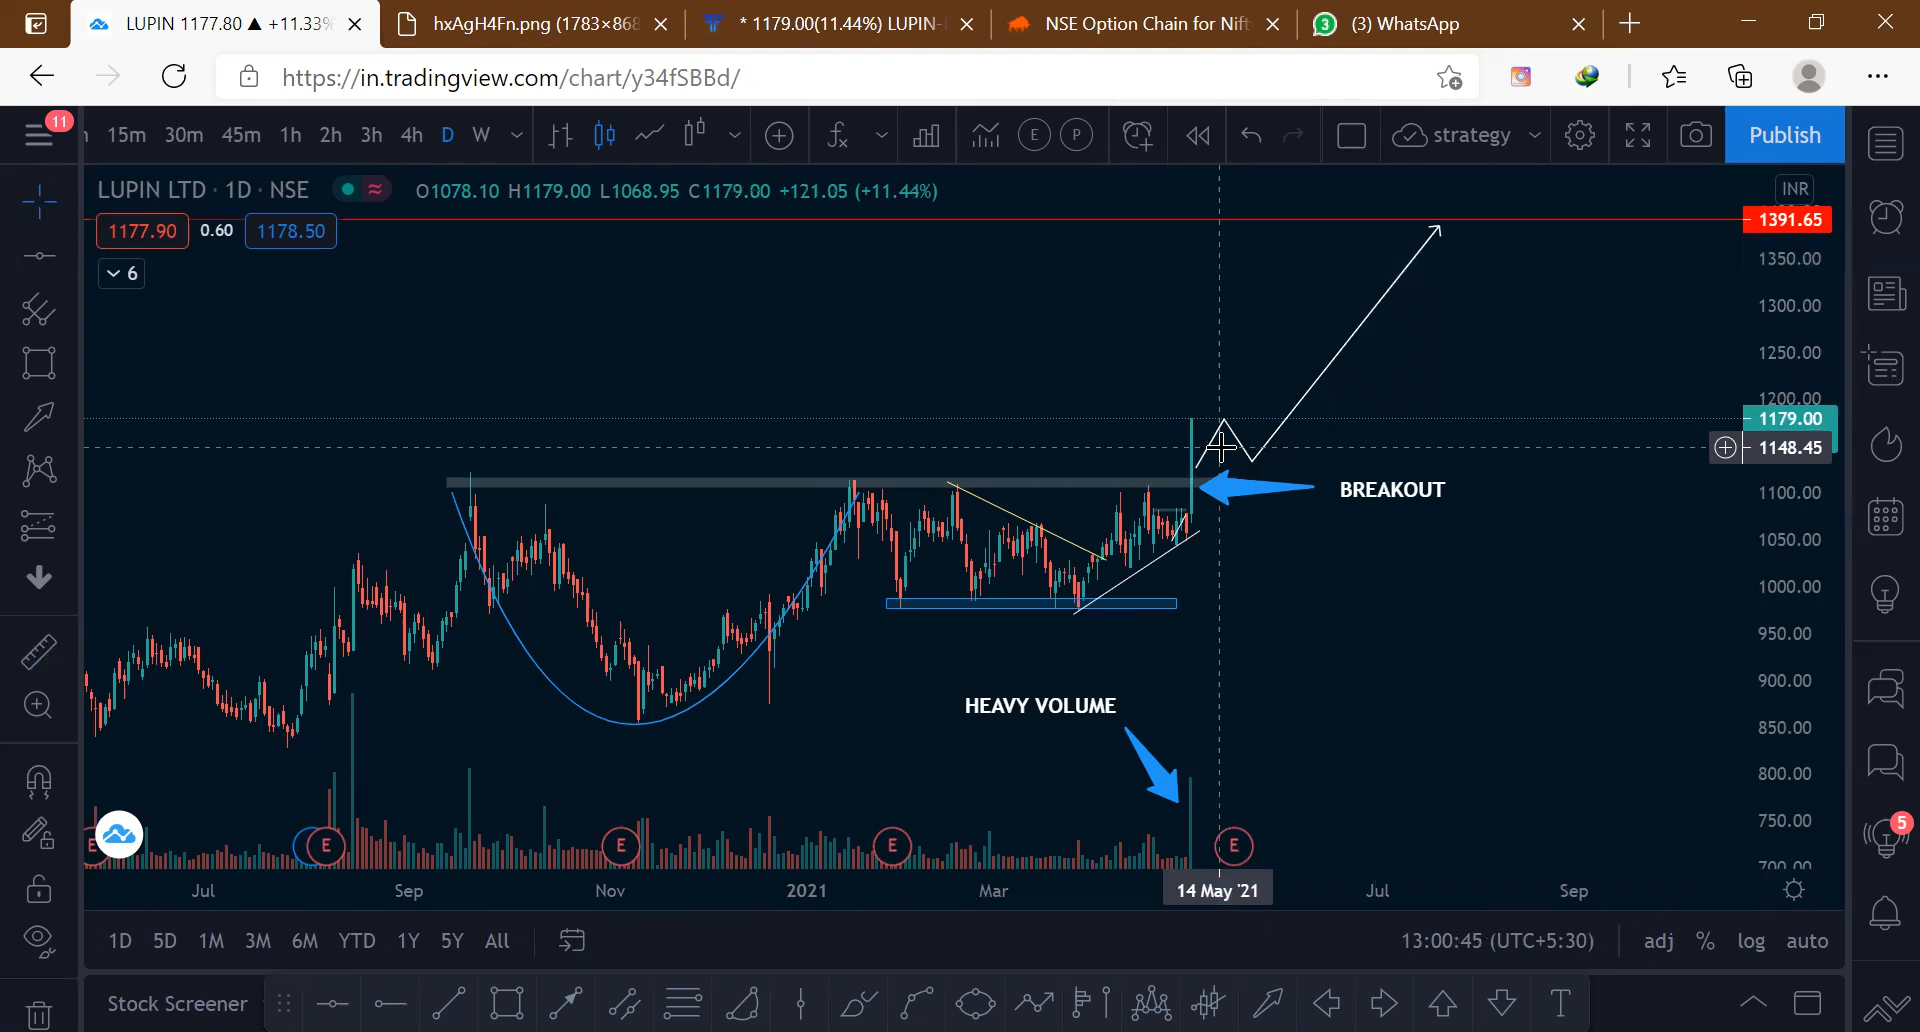 LUPIN 1177.80 ▲ +11.33%
hxAgH4Fn.png (1783×868
* 1179.00(11.44%) LUPIN-
NSE Option Chain for Nift
3 (3) WhatsApp
https://in.tradingview.com/chart/y34fSBBd/
11
15m 30m 45m 1h 2h 3h 4h D W E P strategy Publish
LUPIN LTD · 1D · NSE O1078.10 H1179.00 L1068.95 C1179.00 +121.05 (+11.44%)
INR
1391.65
1177.90 0.60 1178.50
6
1350.00
1300.00
1250.00
1200.00
1179.00
1148.45
BREAKOUT
1100.00
1050.00
1000.00
950.00
900.00
HEAVY VOLUME
850.00
800.00
750.00
5
E E E E E
700.00
Jul Sep Nov 2021 Mar 14 May '21 Jul Sep
1D 5D 1M 3M 6M YTD 1Y 5Y All 13:00:45 (UTC+5:30) adj % log auto
Stock Screener T